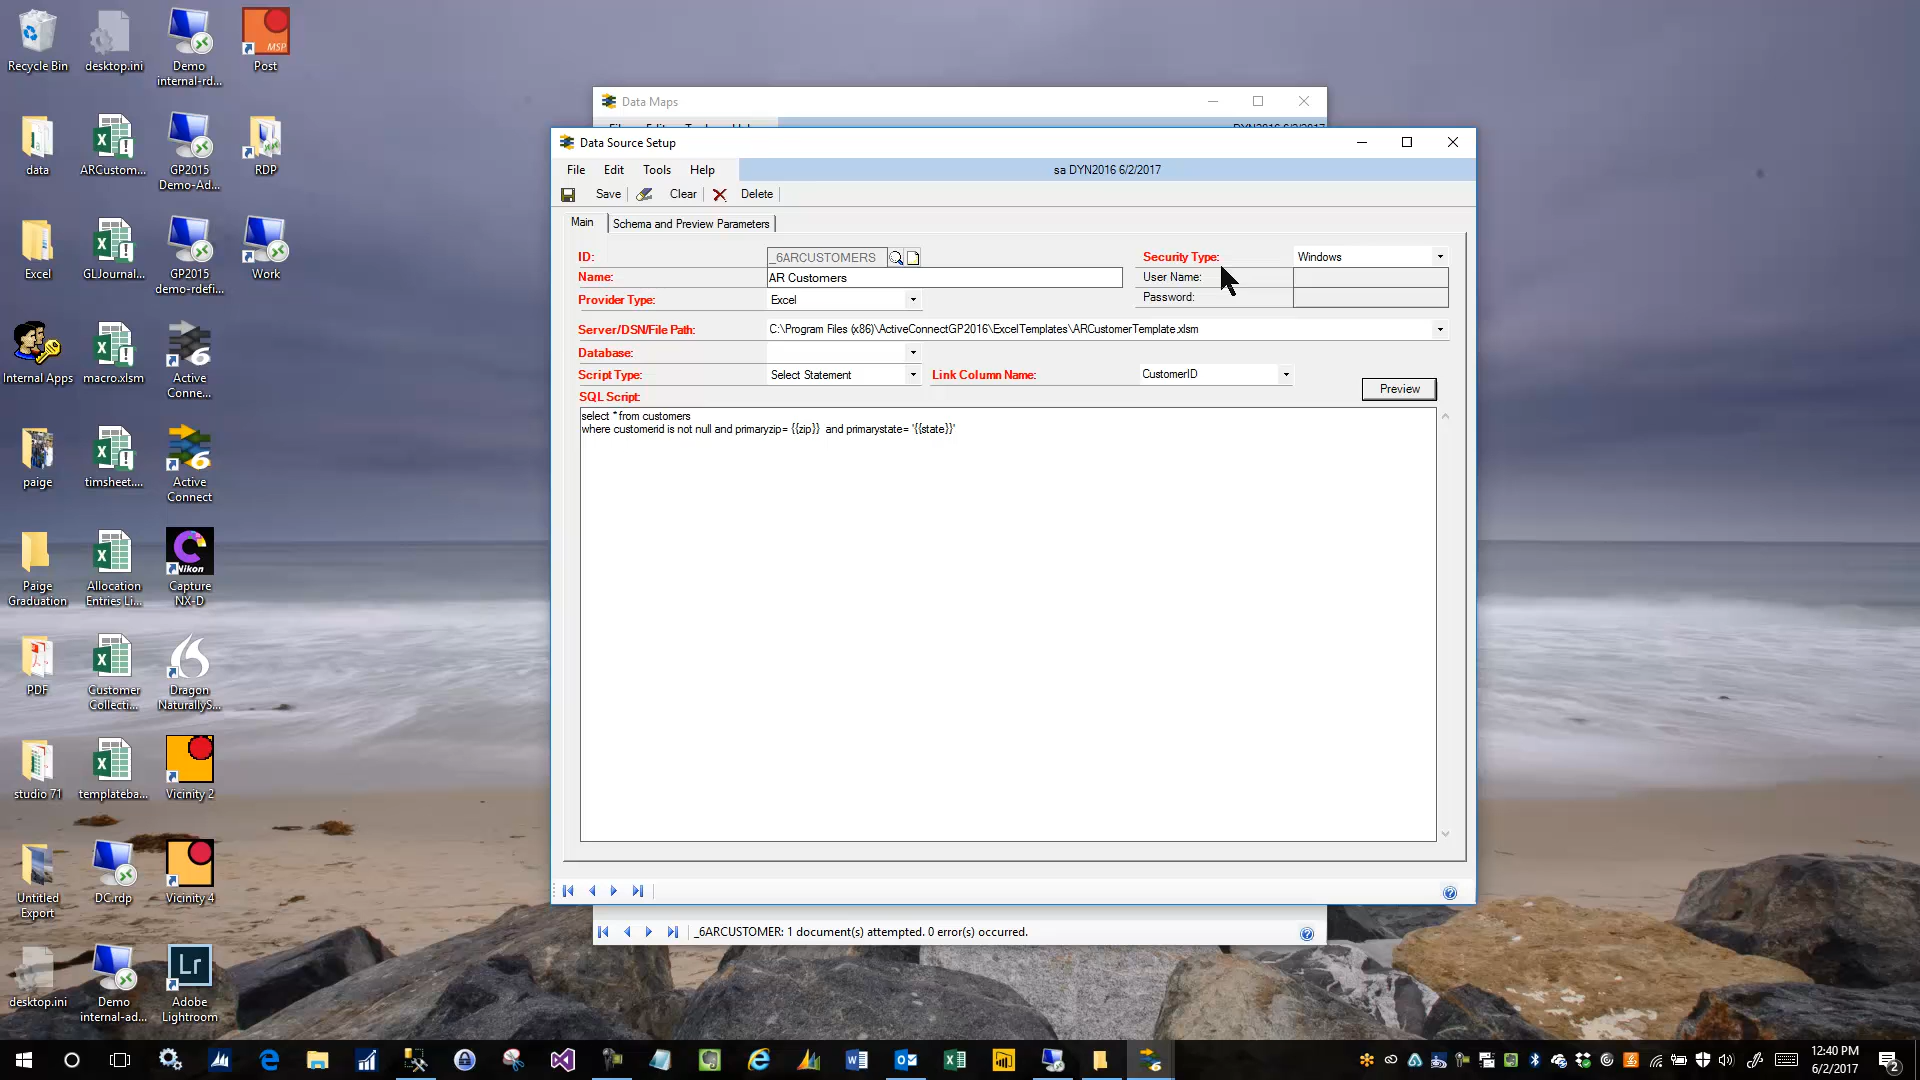 Recycle Bin
desktop.ini
Demo
internal-rd...
MSP
Post
data
ARCustom...
GP2015
Demo-Ad...
RDP
Excel
GLJournal...
GP2015
demo-rdefi...
Work
Internal Apps
macro.xlsm
6
Active
Conne...
paige
timsheet....
6
Active
Connect
Paige
Graduation
Allocation
Entries Li...
Nikon
Capture
NX-D
PDF
Customer
Collecti...
Dragon
NaturallyS...
studio 71
templateba...
Vicinity 2
Untitled
Export
DC.rdp
Vicinity 4
desktop.ini
Demo
internal-ad...
Lr
Adobe
Lightroom
Data Maps
Data Source Setup
File Edit Tools Help
sa DYN2016 6/2/2017
Save Clear Delete
Main Schema and Preview Parameters
ID: _6ARCUSTOMERS
Security Type: Windows
Name: AR Customers
User Name:
Provider Type: Excel
Password:
Server/DSN/File Path: C:\Program Files (x86)\ActiveConnectGP2016\ExcelTemplates\ARCustomerTemplate.xlsm
Database:
Script Type: Select Statement Link Column Name: CustomerID
Preview
SQL Script:
select * from customers
where customerid is not null and primaryzip= {{zip}}  and primarystate= '{{state}}'
_6ARCUSTOMER: 1 document(s) attempted. 0 error(s) occurred.
12:40 PM
6/2/2017
2